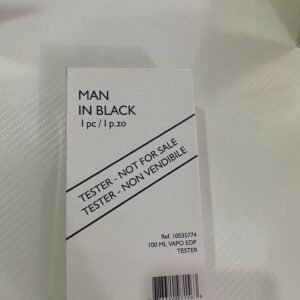 MAN
IN BLACK
1 pc / 1 p.zo
TESTER - NOT FOR SALE
TESTER - NON VENDIBILE
Ref. 10035774
100 ML VAPO EDP
TESTER